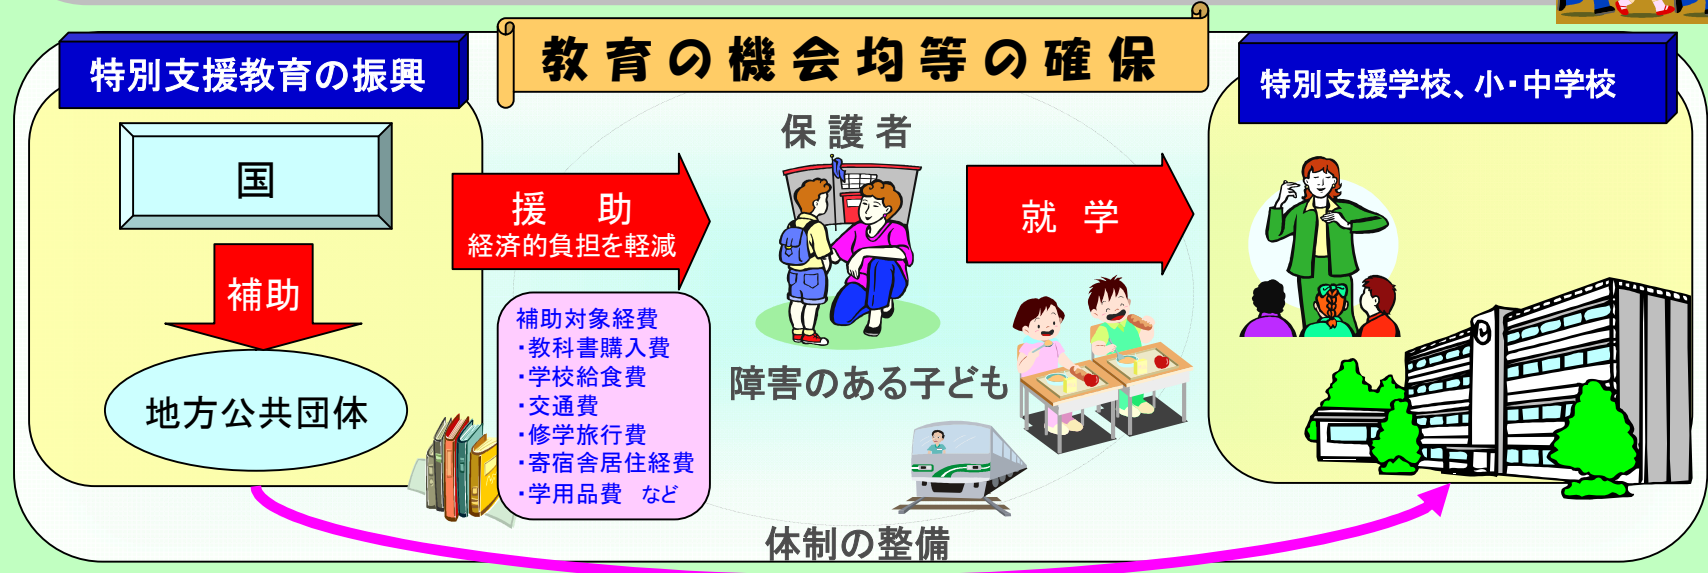 教育の機会均等の確保
特別支援教育の振興
国
補助
地方公共団体
援　助
経済的負担を軽減
補助対象経費
・教科書購入費
・学校給食費
・交通費
・修学旅行費
・寄宿舎居住経費
・学用品費　など
保護者
障害のある子ども
体制の整備
就　学
特別支援学校、小・中学校